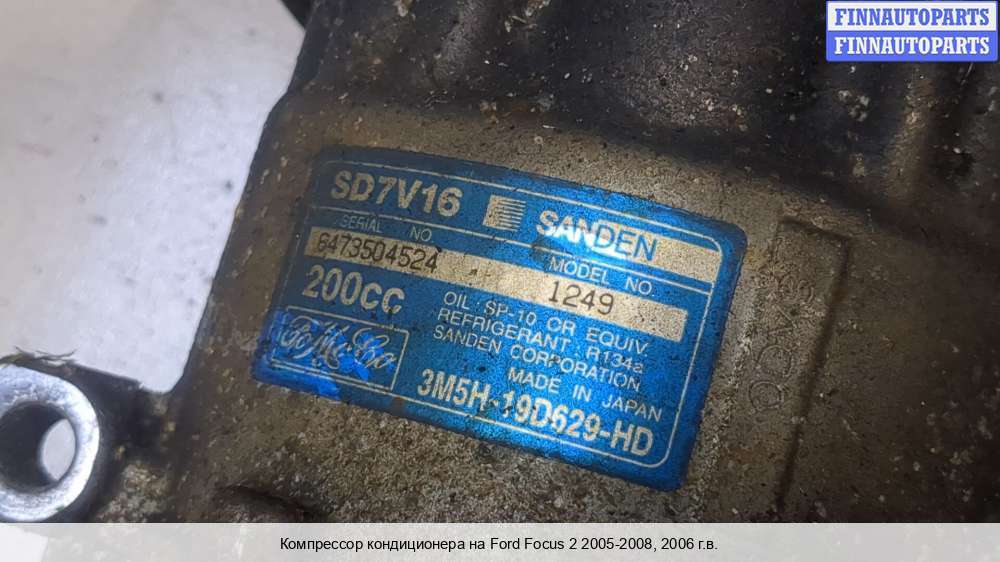 FINNAUTOPARTS
FINNAUTOPARTS
SD7V16 SANDEN
SERIAL NO. MODEL NO.
6473504524 1249
200cc
OIL : SP-10 OR EQUIV.
REFRIGERANT : R134a
SANDEN CORPORATION
MADE IN JAPAN
FoMoCo
3M5H-19D629-HD
Компрессор кондиционера на Ford Focus 2 2005-2008, 2006 г.в.